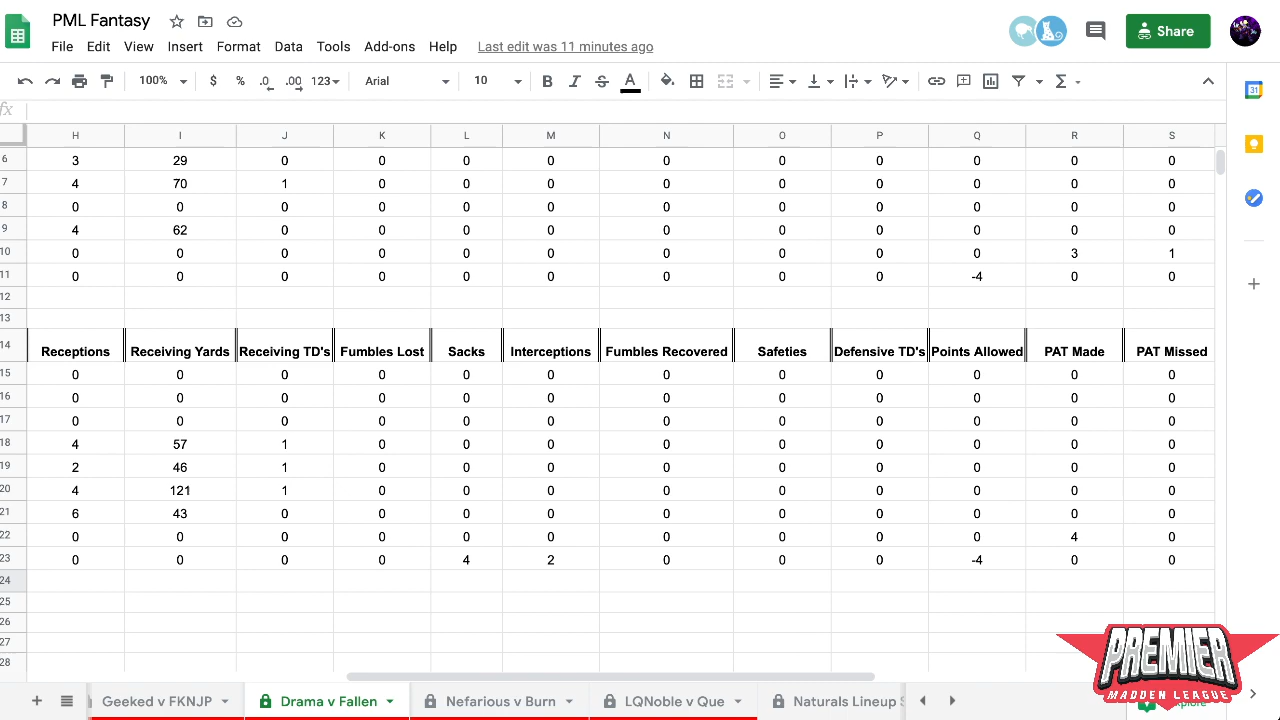 PML Fantasy
File Edit View Insert Format Data Tools Add-ons Help Last edit was 11 minutes ago
Share
100% $ % .0 .00 123 Arial 10 B I S A
fx
31
H I J K L M N O P Q R S
6 3 29 0 0 0 0 0 0 0 0 0 0
7 4 70 1 0 0 0 0 0 0 0 0 0
8 0 0 0 0 0 0 0 0 0 0 0 0
9 4 62 0 0 0 0 0 0 0 0 0 0
10 0 0 0 0 0 0 0 0 0 0 3 1
11 0 0 0 0 0 0 0 0 0 -4 0 0
12
13
14 Receptions Receiving Yards Receiving TD's Fumbles Lost Sacks Interceptions Fumbles Recovered Safeties Defensive TD's Points Allowed PAT Made PAT Missed
15 0 0 0 0 0 0 0 0 0 0 0 0
16 0 0 0 0 0 0 0 0 0 0 0 0
17 0 0 0 0 0 0 0 0 0 0 0 0
18 4 57 1 0 0 0 0 0 0 0 0 0
19 2 46 1 0 0 0 0 0 0 0 0 0
20 4 121 1 0 0 0 0 0 0 0 0 0
21 6 43 0 0 0 0 0 0 0 0 0 0
22 0 0 0 0 0 0 0 0 0 0 4 0
23 0 0 0 0 4 2 0 0 0 -4 0 0
24
25
26
27
28
PREMIER
MADDEN LEAGUE
Geeked v FKNJP Drama v Fallen LQNoble v Que Naturals Lineup